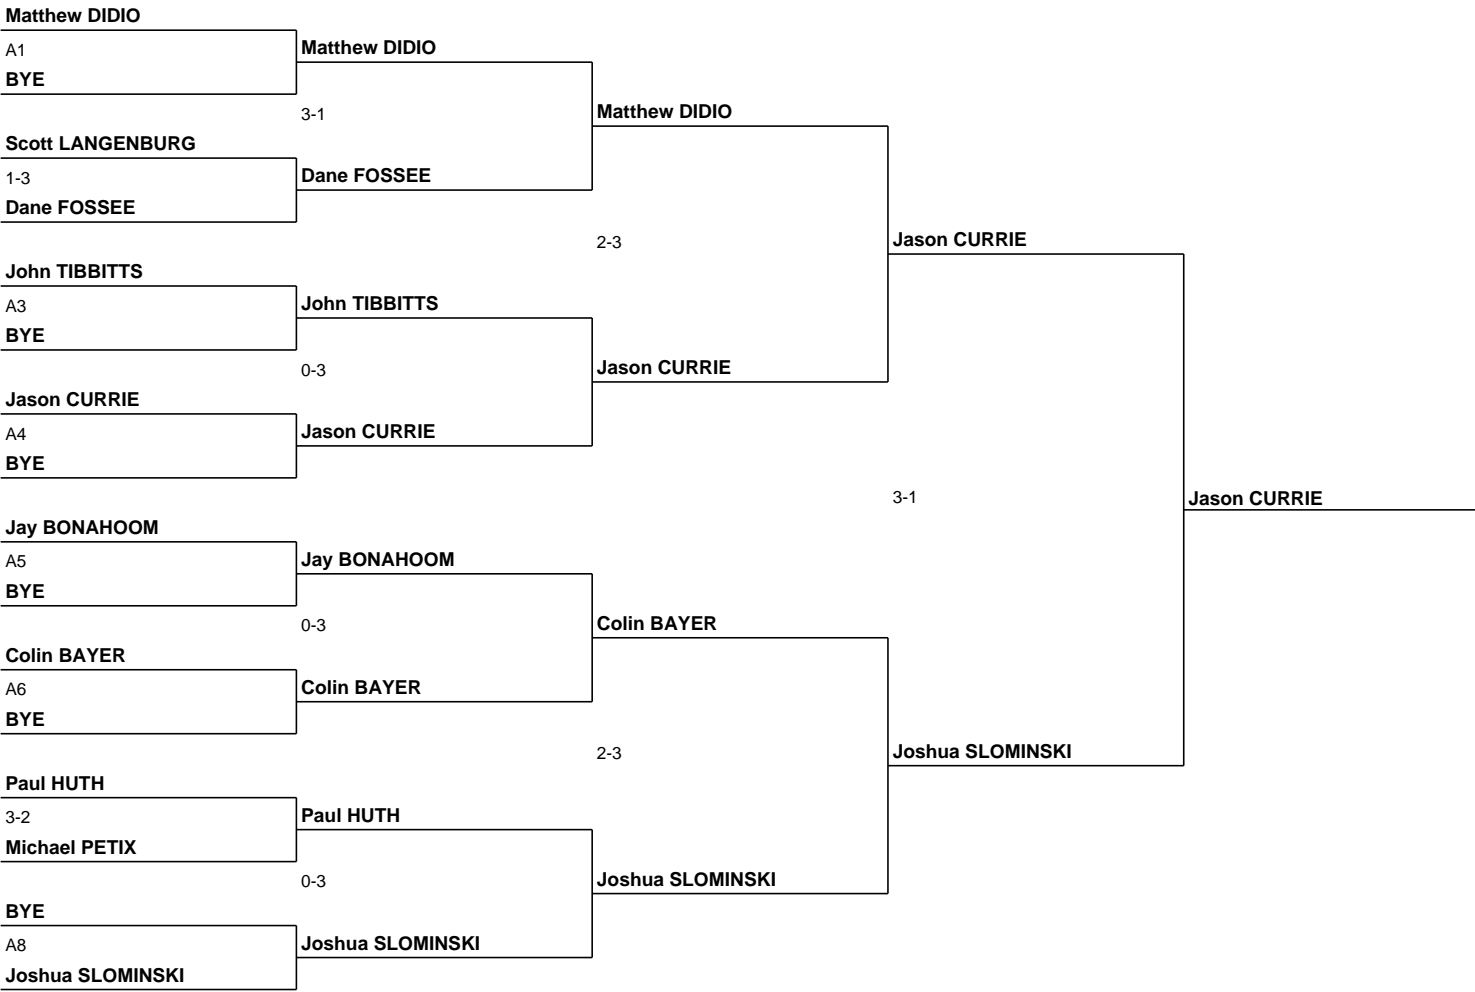 Matthew DIDIO
A1
BYE
Scott LANGENBURG
1-3
Dane FOSSEE
John TIBBITTS
A3
BYE
Jason CURRIE
A4
BYE
Jay BONAHOOM
A5
BYE
Colin BAYER
A6
BYE
Paul HUTH
3-2
Michael PETIX
BYE
A8
Joshua SLOMINSKI
Matthew DIDIO
3-1
Dane FOSSEE
John TIBBITTS
0-3
Jason CURRIE
Jay BONAHOOM
0-3
Colin BAYER
Paul HUTH
0-3
Joshua SLOMINSKI
Matthew DIDIO
2-3
Jason CURRIE
Colin BAYER
2-3
Joshua SLOMINSKI
Jason CURRIE
3-1
Joshua SLOMINSKI
Jason CURRIE